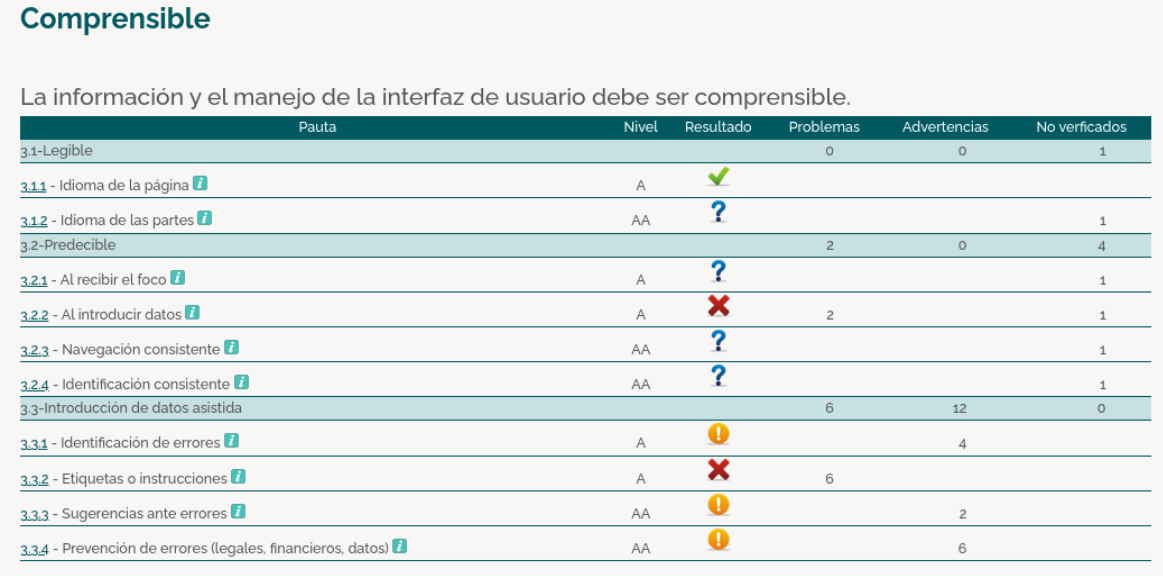 Comprensible
La información y el manejo de la interfaz de usuario debe ser comprensible.
Pauta Nivel Resultado Problemas Advertencias No verficados
3.1-Legible 0 0 1
3.1.1 - Idioma de la página i A
3.1.2 - Idioma de las partes i AA ? 1
3.2-Predecible 2 0 4
3.2.1 - Al recibir el foco i A ? 1
3.2.2 - Al introducir datos i A 2 1
3.2.3 - Navegación consistente i AA ? 1
3.2.4 - Identificación consistente i AA ? 1
3.3-Introducción de datos asistida 6 12 0
3.3.1 - Identificación de errores i A ! 4
3.3.2 - Etiquetas o instrucciones i A 6
3.3.3 - Sugerencias ante errores i AA ! 2
3.3.4 - Prevención de errores (legales, financieros, datos) i AA ! 6